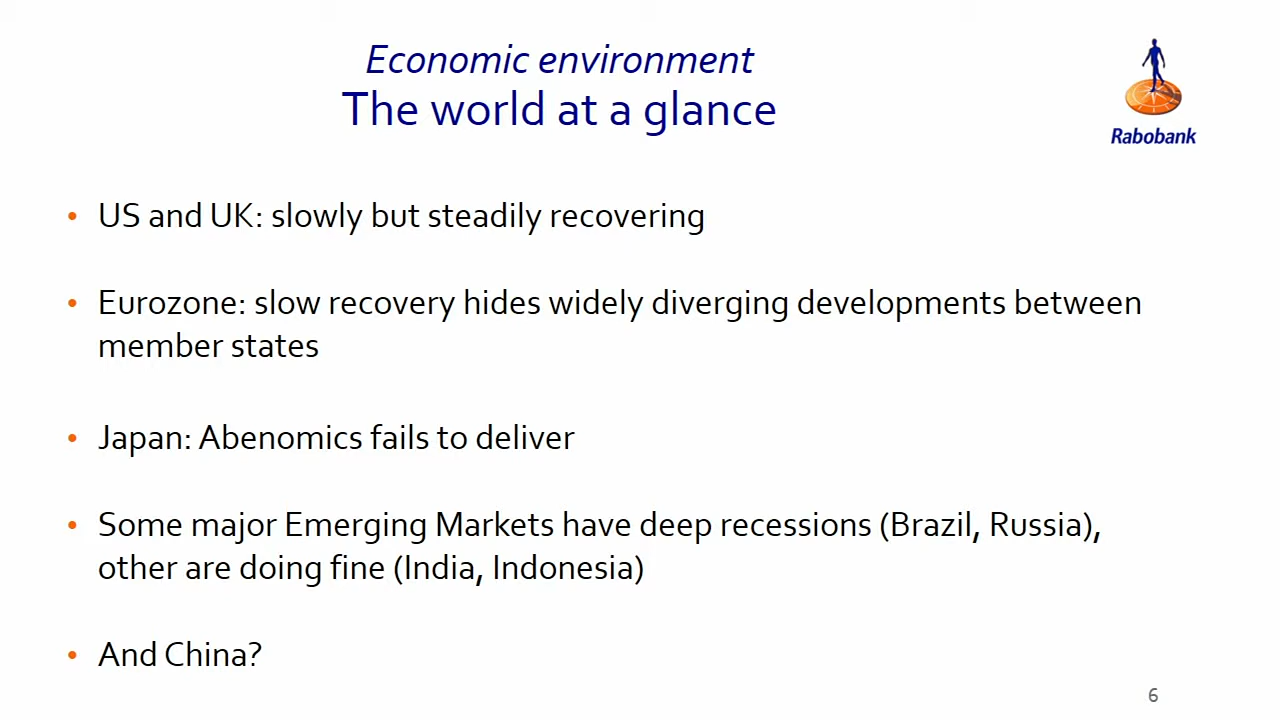 Economic environment
The world at a glance
Rabobank
• US and UK: slowly but steadily recovering
• Eurozone: slow recovery hides widely diverging developments between
member states
• Japan: Abenomics fails to deliver
• Some major Emerging Markets have deep recessions (Brazil, Russia),
other are doing fine (India, Indonesia)
• And China?
6